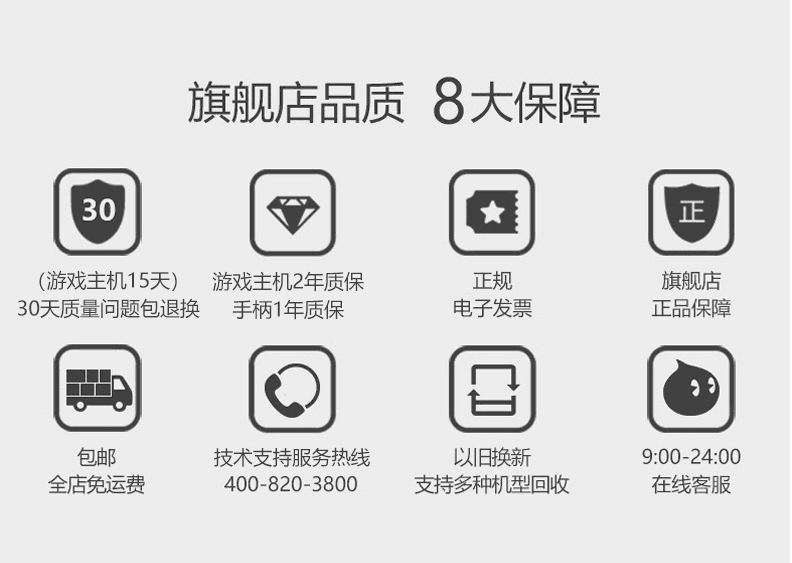 旗舰店品质 8大保障
30
正
（游戏主机15天）
30天质量问题包退换
游戏主机2年质保
手柄1年质保
正规
电子发票
旗舰店
正品保障
包邮
全店免运费
技术支持服务热线
400-820-3800
以旧换新
支持多种机型回收
9:00-24:00
在线客服